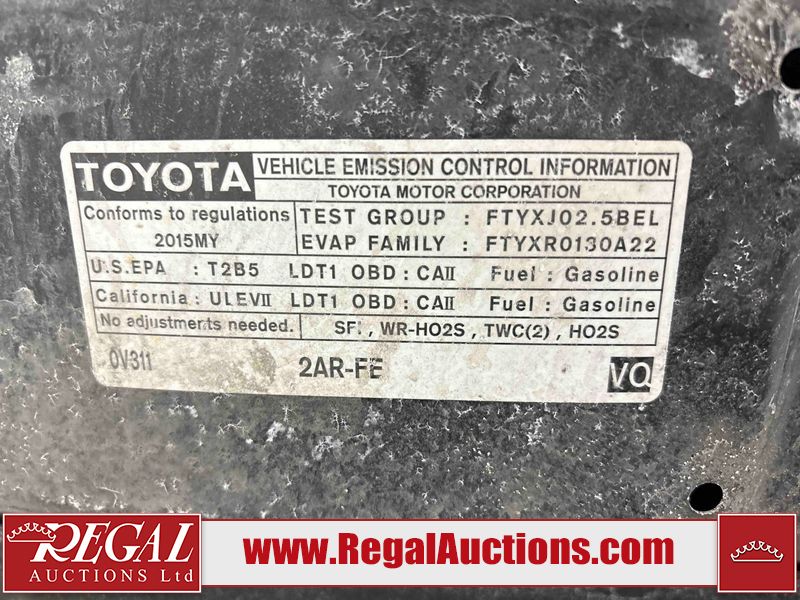 TOYOTA VEHICLE EMISSION CONTROL INFORMATION
TOYOTA MOTOR CORPORATION
Conforms to regulations TEST GROUP : FTYXJ02.5BEL
2015MY EVAP FAMILY : FTYXR0130A22
U.S.EPA : T2B5 LDT1 OBD : CAII Fuel : Gasoline
California : ULEVII LDT1 OBD : CAII Fuel : Gasoline
No adjustments needed. SFI , WR-HO2S , TWC(2) , HO2S
0V311 2AR-FE VQ
REGAL
AUCTIONS Ltd
www.RegalAuctions.com